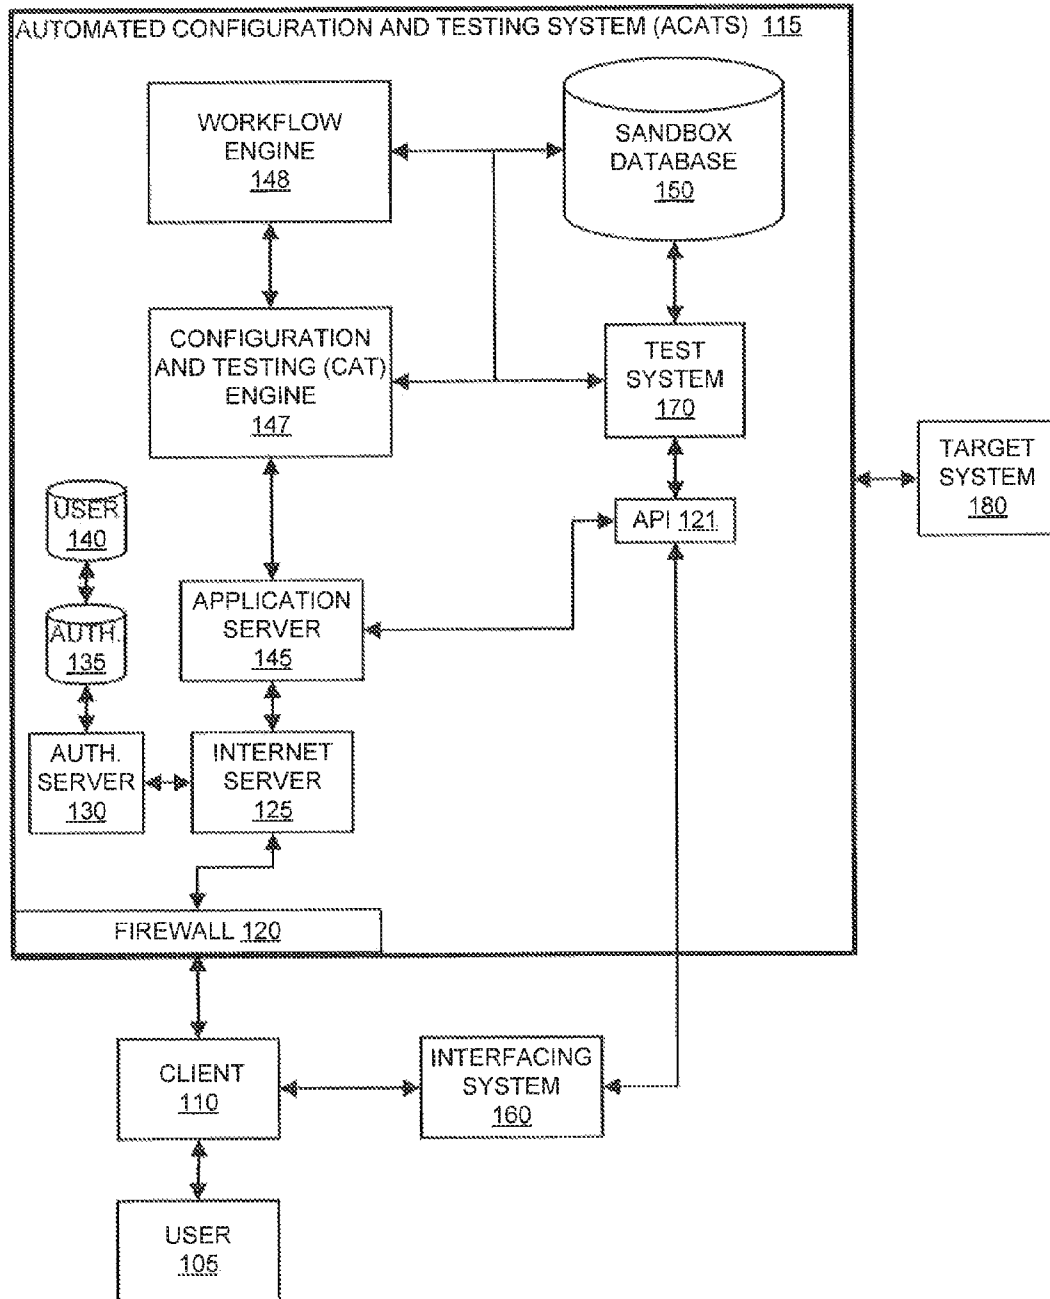 AUTOMATED CONFIGURATION AND TESTING SYSTEM (ACATS) 115
WORKFLOW
ENGINE
148
SANDBOX
DATABASE
150
CONFIGURATION
AND TESTING (CAT)
ENGINE
147
TEST
SYSTEM
170
TARGET
SYSTEM
180
USER
140
API 121
AUTH.
135
APPLICATION
SERVER
145
AUTH.
SERVER
130
INTERNET
SERVER
125
FIREWALL 120
CLIENT
110
INTERFACING
SYSTEM
160
USER
105